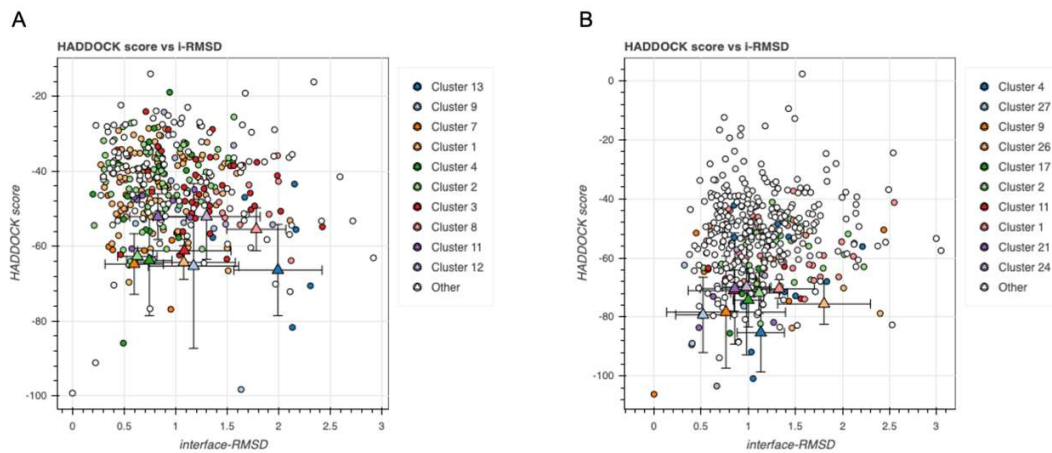 A
HADDOCK score vs i-RMSD
HADDOCK score
-20
-40
-60
-80
-100
0
0.5
1
1.5
2
2.5
3
interface-RMSD
Cluster 13
Cluster 9
Cluster 7
Cluster 1
Cluster 4
Cluster 2
Cluster 3
Cluster 8
Cluster 11
Cluster 12
Other
B
HADDOCK score vs i-RMSD
HADDOCK score
0
-20
-40
-60
-80
-100
0
0.5
1
1.5
2
2.5
3
interface-RMSD
Cluster 4
Cluster 27
Cluster 9
Cluster 26
Cluster 17
Cluster 2
Cluster 11
Cluster 1
Cluster 21
Cluster 24
Other